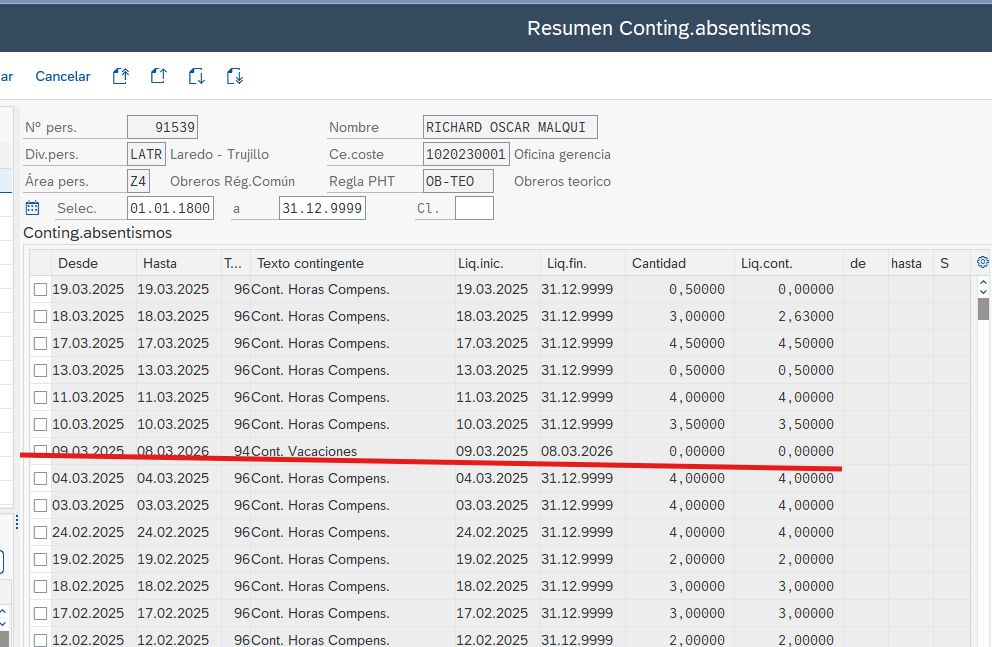 Resumen Conting.absentismos
ar Cancelar
Nº pers. 91539 Nombre RICHARD OSCAR MALQUI
Div.pers. LATR Laredo - Trujillo Ce.coste 1020230001 Oficina gerencia
Área pers. Z4 Obreros Rég.Común Regla PHT OB-TEO Obreros teorico
Selec. 01.01.1800 a 31.12.9999 Cl.
Conting.absentismos
Desde Hasta T... Texto contingente Liq.inic. Liq.fin. Cantidad Liq.cont. de hasta S
19.03.2025 19.03.2025 96 Cont. Horas Compens. 19.03.2025 31.12.9999 0,50000 0,00000
18.03.2025 18.03.2025 96 Cont. Horas Compens. 18.03.2025 31.12.9999 3,00000 2,63000
17.03.2025 17.03.2025 96 Cont. Horas Compens. 17.03.2025 31.12.9999 4,50000 4,50000
13.03.2025 13.03.2025 96 Cont. Horas Compens. 13.03.2025 31.12.9999 0,50000 0,50000
11.03.2025 11.03.2025 96 Cont. Horas Compens. 11.03.2025 31.12.9999 4,00000 4,00000
10.03.2025 10.03.2025 96 Cont. Horas Compens. 10.03.2025 31.12.9999 3,50000 3,50000
09.03.2025 08.03.2026 94 Cont. Vacaciones 09.03.2025 08.03.2026 0,00000 0,00000
04.03.2025 04.03.2025 96 Cont. Horas Compens. 04.03.2025 31.12.9999 4,00000 4,00000
03.03.2025 03.03.2025 96 Cont. Horas Compens. 03.03.2025 31.12.9999 4,00000 4,00000
24.02.2025 24.02.2025 96 Cont. Horas Compens. 24.02.2025 31.12.9999 4,00000 4,00000
19.02.2025 19.02.2025 96 Cont. Horas Compens. 19.02.2025 31.12.9999 2,00000 2,00000
18.02.2025 18.02.2025 96 Cont. Horas Compens. 18.02.2025 31.12.9999 3,00000 3,00000
17.02.2025 17.02.2025 96 Cont. Horas Compens. 17.02.2025 31.12.9999 3,00000 3,00000
12.02.2025 12.02.2025 96 Cont. Horas Compens. 12.02.2025 31.12.9999 2,00000 2,00000